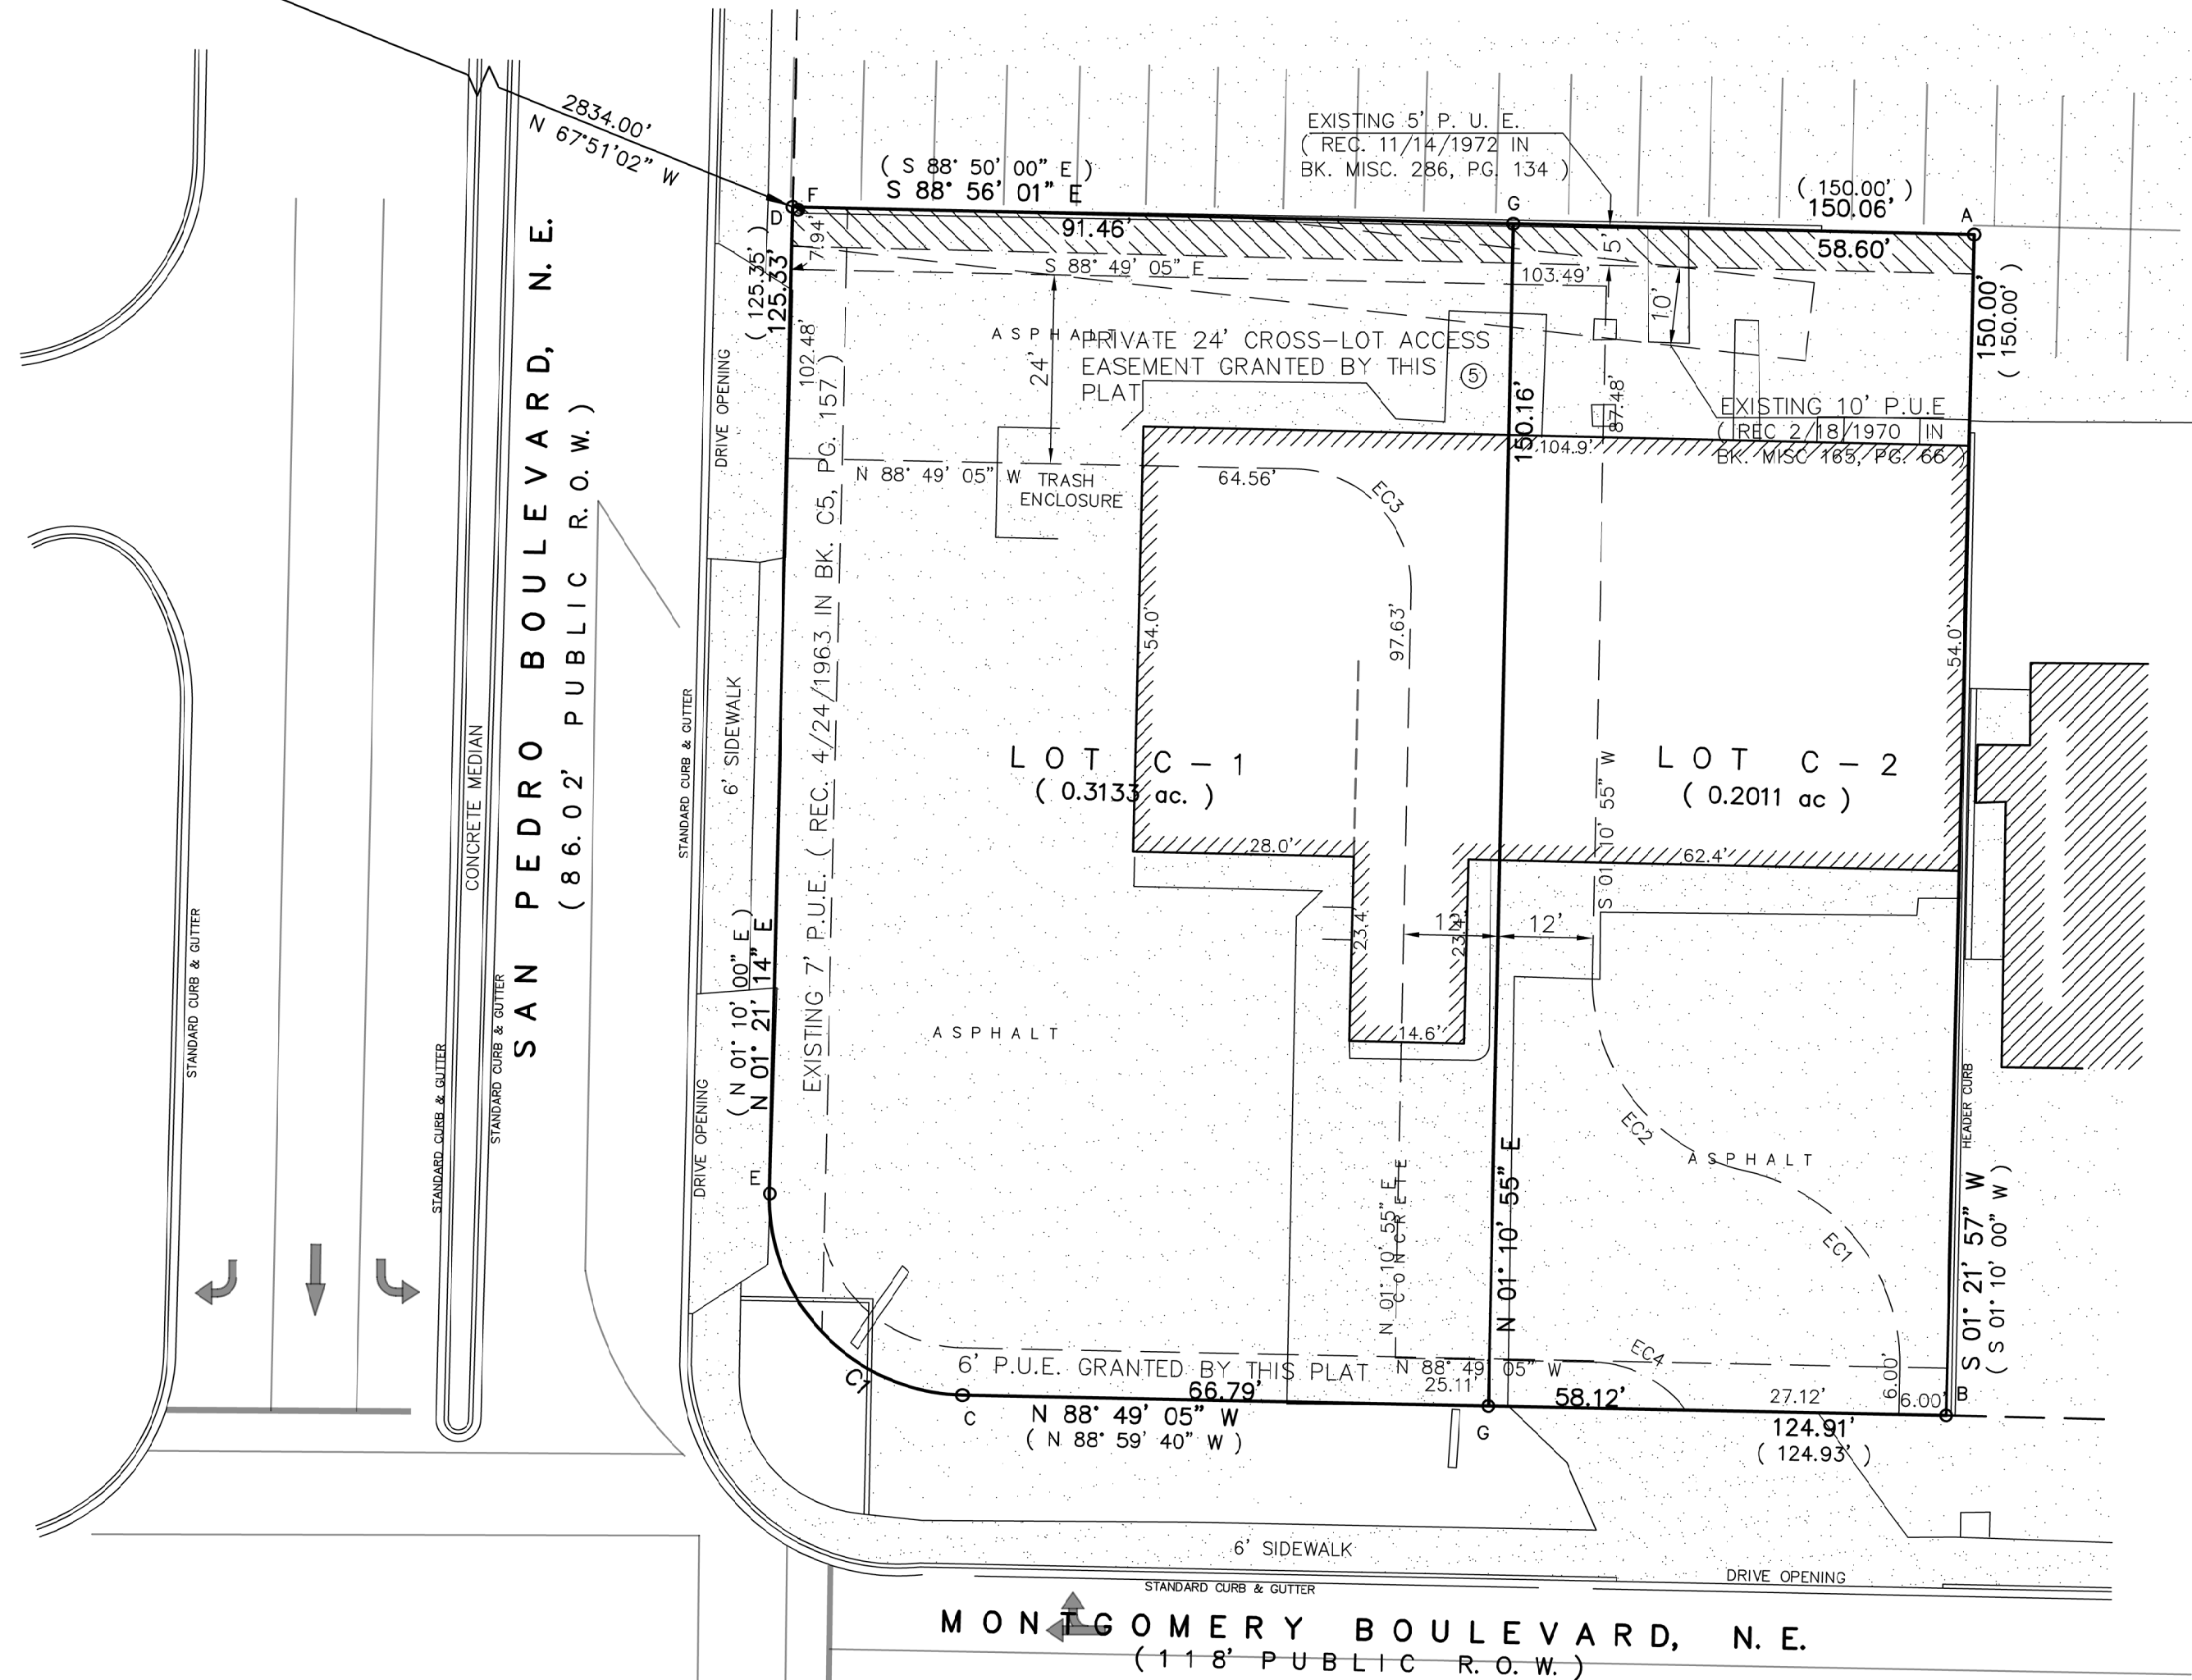 2834.00'
N 67°51'02" W
EXISTING 5' P. U. E.
( REC. 11/14/1972 IN
BK. MISC. 286, PG. 134 )
( S 88° 50' 00" E )
S 88° 56' 01" E
( 150.00' )
150.06'
F
D
G
A
91.46'
58.60'
7.94'
5'
( 125.35' )
125.33'
S 88° 49' 05" E
103.49'
10'
150.00'
( 150.00' )
ASPHALT
PRIVATE 24' CROSS-LOT ACCESS
EASEMENT GRANTED BY THIS
PLAT
5
24'
102.48'
87.48'
150.16'
EXISTING 10' P.U.E
( REC 2/18/1970 IN
BK. MISC 165, PG. 66 )
104.9'
DRIVE OPENING
N 88° 49' 05" W
64.56'
TRASH
ENCLOSURE
EC3
SAN PEDRO BOULEVARD, N.E.
( 86.02' PUBLIC R.O.W. )
CONCRETE MEDIAN
STANDARD CURB & GUTTER
6' SIDEWALK
EXISTING 7' P.U.E. ( REC. 4/24/1963 IN BK. C5, PG. 157 )
54.0'
97.63'
54.0'
LOT C-1
( 0.3133 ac. )
LOT C-2
( 0.2011 ac )
S 01° 10' 55" W
28.0'
62.4'
23.4'
12'
23.4'
12'
( N 01° 10' 00" E )
N 01° 21' 14" E
STANDARD CURB & GUTTER
STANDARD CURB & GUTTER
STANDARD CURB & GUTTER
ASPHALT
14.6'
HEADER CURB
EC2
ASPHALT
DRIVE OPENING
E
N 01° 10' 55" E
CONCRETE
N 01° 10' 55" E
EC1
S 01° 21' 57" W
( S 01° 10' 00" W )
EC4
6' P.U.E. GRANTED BY THIS PLAT
N 88° 49' 05" W
25.11'
C1
66.79'
58.12'
27.12'
6.00'
6.00'
B
C
N 88° 49' 05" W
( N 88° 59' 40" W )
G
124.91'
( 124.93' )
6' SIDEWALK
DRIVE OPENING
STANDARD CURB & GUTTER
MONTGOMERY BOULEVARD, N.E.
( 118' PUBLIC R.O.W. )